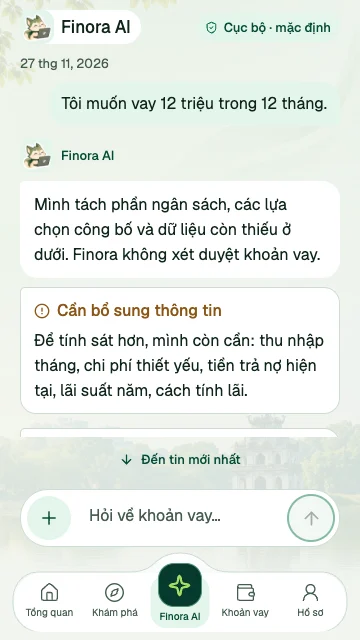 Finora AI
Cục bộ · mặc định
27 thg 11, 2026
Tôi muốn vay 12 triệu trong 12 tháng.
Finora AI
Mình tách phần ngân sách, các lựa
chọn công bố và dữ liệu còn thiếu ở
dưới. Finora không xét duyệt khoản vay.
Cần bổ sung thông tin
Để tính sát hơn, mình còn cần: thu nhập
tháng, chi phí thiết yếu, tiền trả nợ hiện
tại, lãi suất năm, cách tính lãi.
Đến tin mới nhất
Hỏi về khoản vay...
Tổng quan
Khám phá
Finora AI
Khoản vay
Hồ sơ